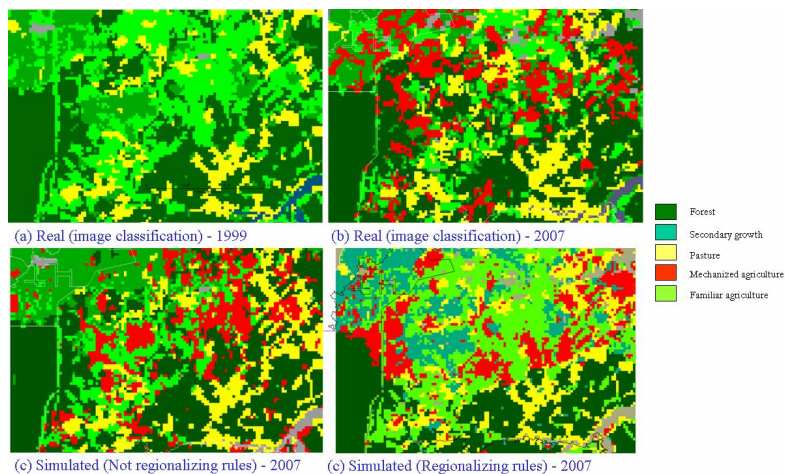 (a) Real (image classification) - 1999
(b) Real (image classification) - 2007
Forest
Secondary growth
Pasture
Mechanized agriculture
Familiar agriculture
(c) Simulated (Not regionalizing rules) - 2007
(c) Simulated (Regionalizing rules) - 2007